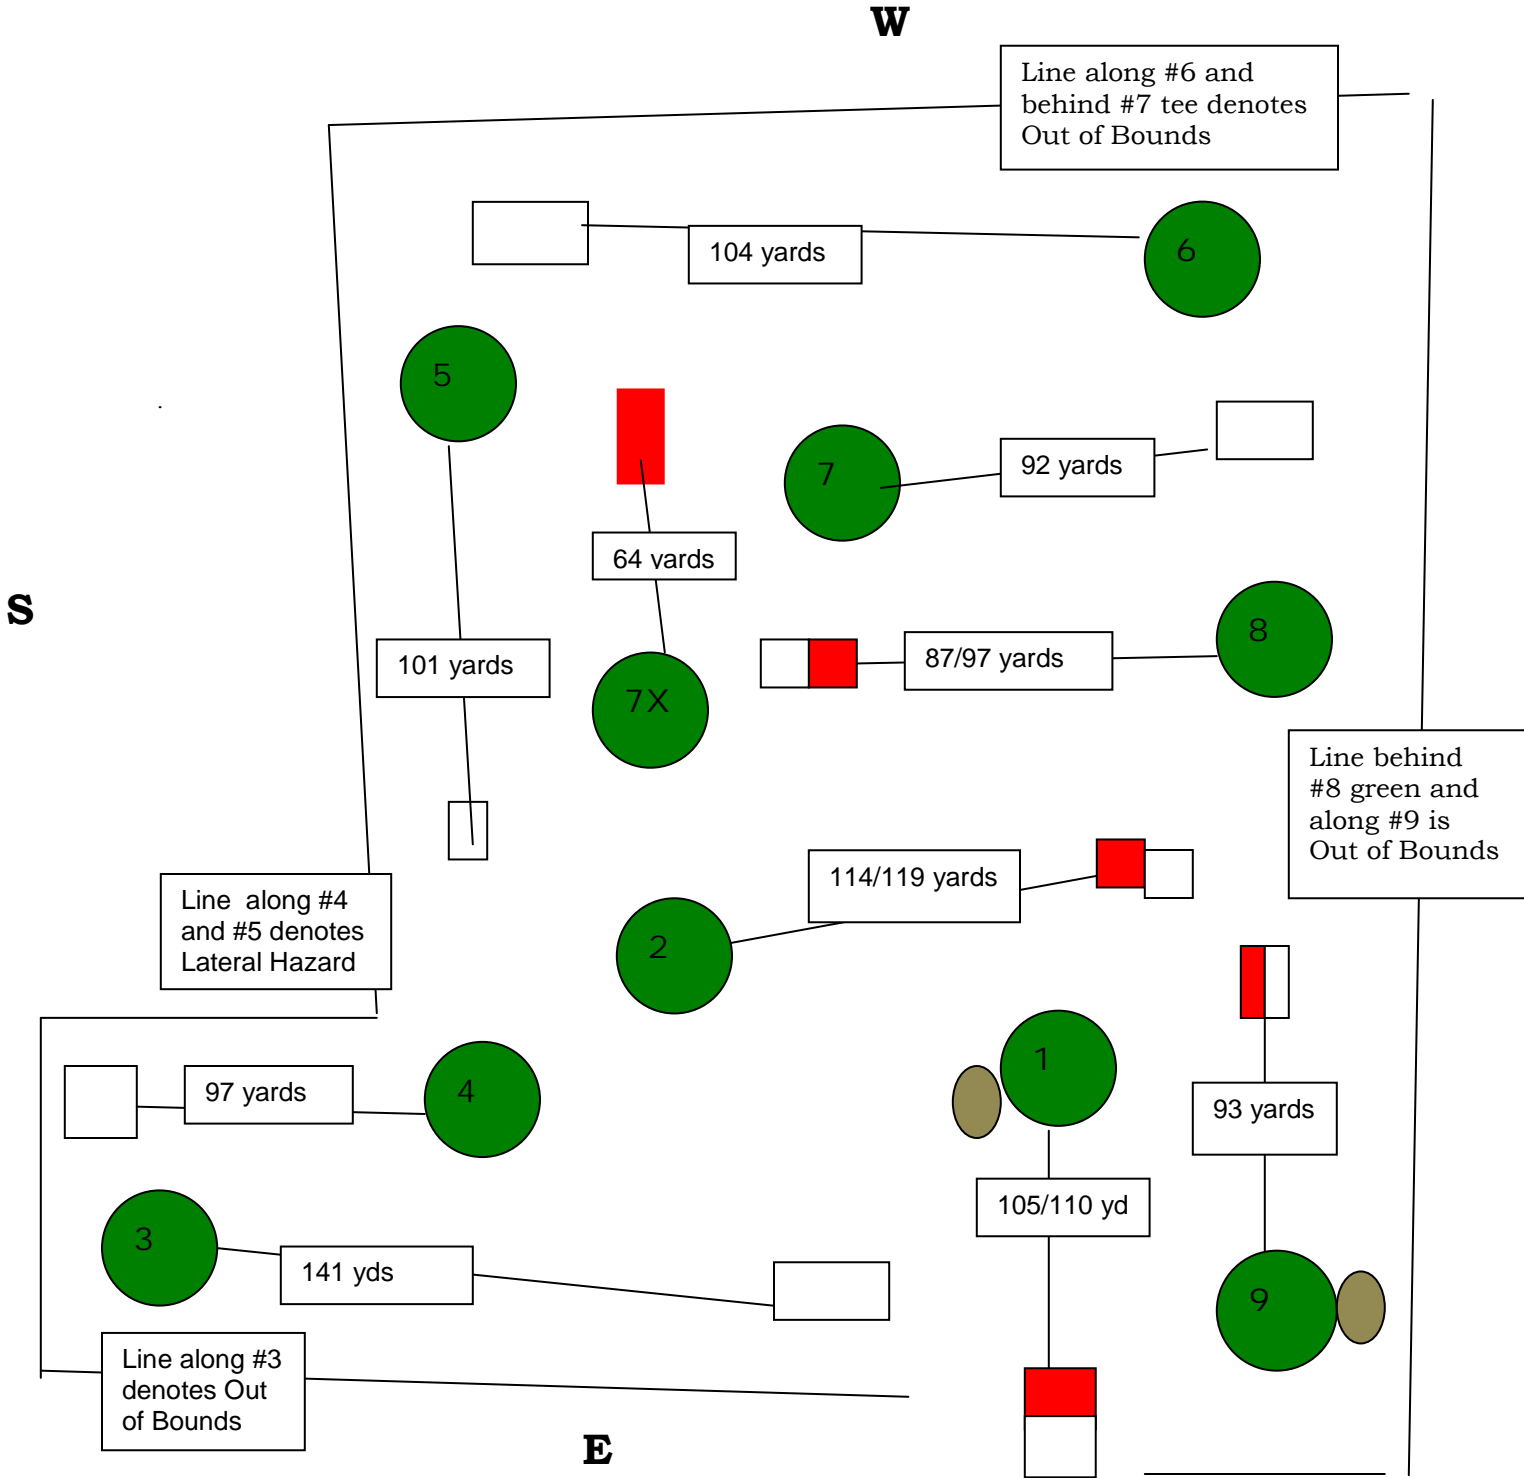 W
Line along #6 and
behind #7 tee denotes
Out of Bounds
104 yards
6
5
7
92 yards
64 yards
S
8
101 yards
87/97 yards
7X
Line behind
#8 green and
along #9 is
Out of Bounds
114/119 yards
Line along #4
and #5 denotes
Lateral Hazard
2
1
97 yards
4
93 yards
105/110 yd
3
141 yds
9
Line along #3
denotes Out
of Bounds
E